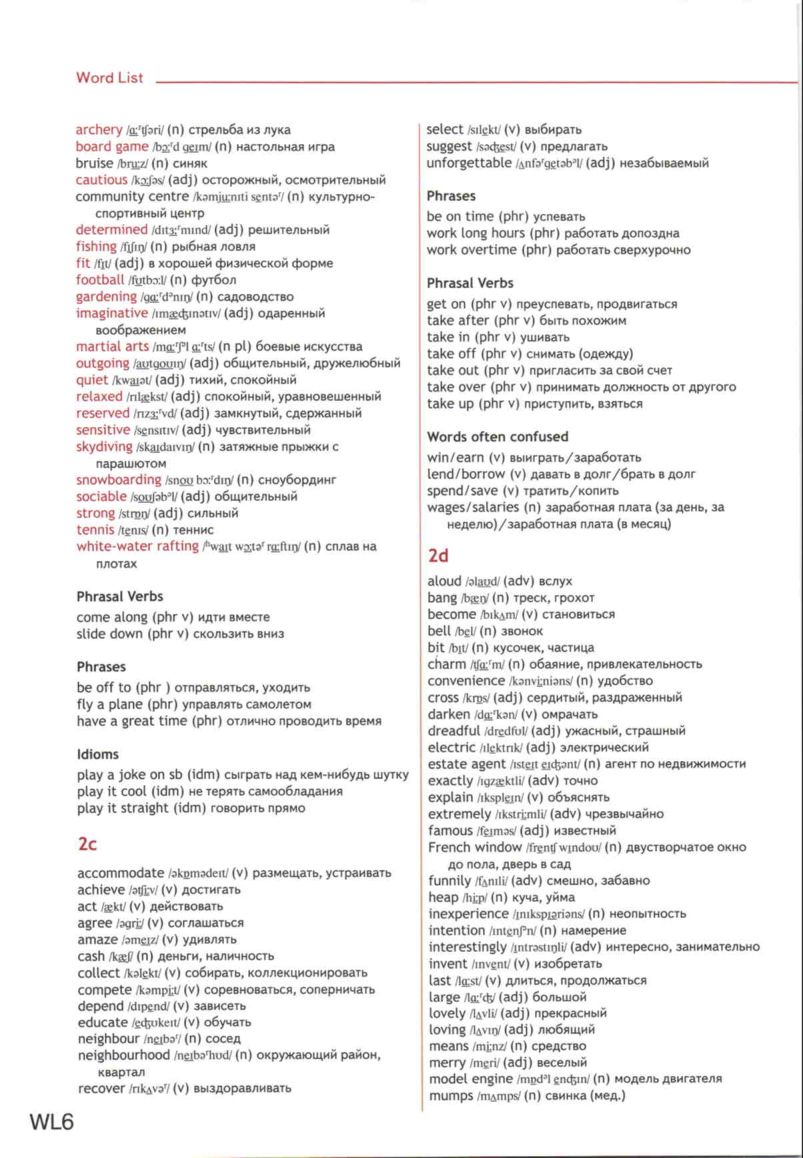 Word List
archery /ɑːʳtʃəri/ (n) стрельба из лука
board game /bɔːʳd geɪm/ (n) настольная игра
bruise /bruːz/ (n) синяк
cautious /kɔːʃəs/ (adj) осторожный, осмотрительный
community centre /kəmjuːnɪti sentəʳ/ (n) культурно-
спортивный центр
determined /dɪtɜːʳmɪnd/ (adj) решительный
fishing /fɪʃɪŋ/ (n) рыбная ловля
fit /fɪt/ (adj) в хорошей физической форме
football /fʊtbɔːl/ (n) футбол
gardening /gɑːʳdᵊnɪŋ/ (n) садоводство
imaginative /ɪmædʒɪnətɪv/ (adj) одаренный
воображением
martial arts /mɑːʳʃᵊl ɑːʳts/ (n pl) боевые искусства
outgoing /aʊtgoʊɪŋ/ (adj) общительный, дружелюбный
quiet /kwaɪət/ (adj) тихий, спокойный
relaxed /rɪlækst/ (adj) спокойный, уравновешенный
reserved /rɪzɜːʳvd/ (adj) замкнутый, сдержанный
sensitive /sensɪtɪv/ (adj) чувствительный
skydiving /skaɪdaɪvɪŋ/ (n) затяжные прыжки с
парашютом
snowboarding /snoʊ bɔːʳdɪŋ/ (n) сноубординг
sociable /soʊʃəbᵊl/ (adj) общительный
strong /strɒŋ/ (adj) сильный
tennis /tenɪs/ (n) теннис
white-water rafting /ʰwaɪt wɔːtəʳ rɑːftɪŋ/ (n) сплав на
плотах
Phrasal Verbs
come along (phr v) идти вместе
slide down (phr v) скользить вниз
Phrases
be off to (phr ) отправляться, уходить
fly a plane (phr) управлять самолетом
have a great time (phr) отлично проводить время
Idioms
play a joke on sb (idm) сыграть над кем-нибудь шутку
play it cool (idm) не терять самообладания
play it straight (idm) говорить прямо
2c
accommodate /əkɒmədeɪt/ (v) размещать, устраивать
achieve /ətʃiːv/ (v) достигать
act /ækt/ (v) действовать
agree /əgriː/ (v) соглашаться
amaze /əmeɪz/ (v) удивлять
cash /kæʃ/ (n) деньги, наличность
collect /kəlekt/ (v) собирать, коллекционировать
compete /kəmpiːt/ (v) соревноваться, соперничать
depend /dɪpend/ (v) зависеть
educate /edʒʊkeɪt/ (v) обучать
neighbour /neɪbəʳ/ (n) сосед
neighbourhood /neɪbəʳhʊd/ (n) окружающий район,
квартал
recover /rɪkʌvəʳ/ (v) выздоравливать
select /sɪlekt/ (v) выбирать
suggest /sədʒest/ (v) предлагать
unforgettable /ʌnfəʳgetəbᵊl/ (adj) незабываемый
Phrases
be on time (phr) успевать
work long hours (phr) работать допоздна
work overtime (phr) работать сверхурочно
Phrasal Verbs
get on (phr v) преуспевать, продвигаться
take after (phr v) быть похожим
take in (phr v) ушивать
take off (phr v) снимать (одежду)
take out (phr v) пригласить за свой счет
take over (phr v) принимать должность от другого
take up (phr v) приступить, взяться
Words often confused
win/earn (v) выиграть/заработать
lend/borrow (v) давать в долг/брать в долг
spend/save (v) тратить/копить
wages/salaries (n) заработная плата (за день, за
неделю)/заработная плата (в месяц)
2d
aloud /əlaʊd/ (adv) вслух
bang /bæŋ/ (n) треск, грохот
become /bɪkʌm/ (v) становиться
bell /bel/ (n) звонок
bit /bɪt/ (n) кусочек, частица
charm /tʃɑːʳm/ (n) обаяние, привлекательность
convenience /kənviːniəns/ (n) удобство
cross /krɒs/ (adj) сердитый, раздраженный
darken /dɑːʳkən/ (v) омрачать
dreadful /dredfʊl/ (adj) ужасный, страшный
electric /ɪlektrɪk/ (adj) электрический
estate agent /ɪsteɪt eɪdʒənt/ (n) агент по недвижимости
exactly /ɪgzæktli/ (adv) точно
explain /ɪkspleɪn/ (v) объяснять
extremely /ɪkstriːmli/ (adv) чрезвычайно
famous /feɪməs/ (adj) известный
French window /frentʃ wɪndoʊ/ (n) двустворчатое окно
до пола, дверь в сад
funnily /fʌnɪli/ (adv) смешно, забавно
heap /hiːp/ (n) куча, уйма
inexperience /ɪnɪkspɪəriəns/ (n) неопытность
intention /ɪntenʃᵊn/ (n) намерение
interestingly /ɪntrəstɪŋli/ (adv) интересно, занимательно
invent /ɪnvent/ (v) изобретать
last /lɑːst/ (v) длиться, продолжаться
large /lɑːʳdʒ/ (adj) большой
lovely /lʌvli/ (adj) прекрасный
loving /lʌvɪŋ/ (adj) любящий
means /miːnz/ (n) средство
merry /meri/ (adj) веселый
model engine /mɒdᵊl endʒɪn/ (n) модель двигателя
mumps /mʌmps/ (n) свинка (мед.)
WL6